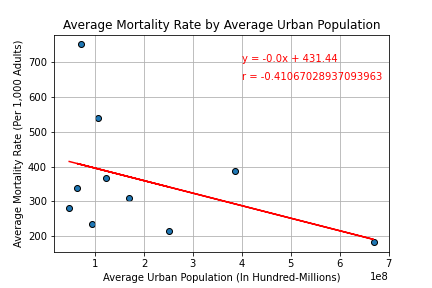 Average Mortality Rate by Average Urban Population
y = -0.0x + 431.44
r = -0.41067028937093963
Average Mortality Rate (Per 1,000 Adults)
700
600
500
400
300
200
1 2 3 4 5 6 7
1e8
Average Urban Population (In Hundred-Millions)